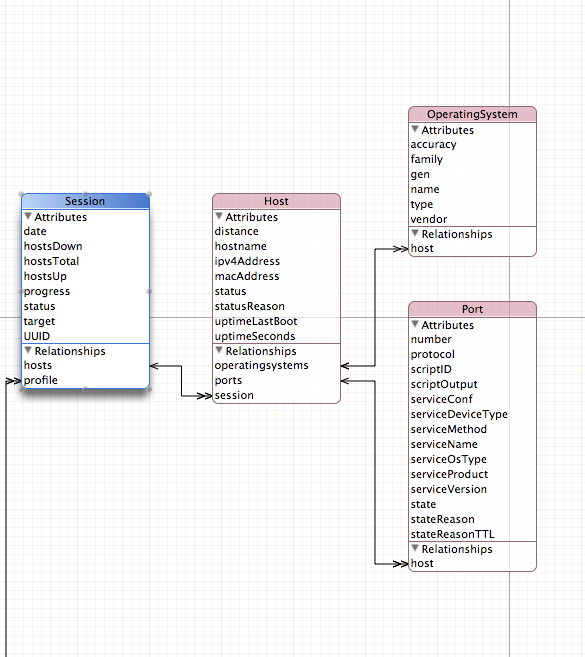 Session
Attributes
date
hostsDown
hostsTotal
hostsUp
progress
status
target
UUID
Relationships
hosts
profile
Host
Attributes
distance
hostname
ipv4Address
macAddress
status
statusReason
uptimeLastBoot
uptimeSeconds
Relationships
operatingsystems
ports
session
OperatingSystem
Attributes
accuracy
family
gen
name
type
vendor
Relationships
host
Port
Attributes
number
protocol
scriptID
scriptOutput
serviceConf
serviceDeviceType
serviceMethod
serviceName
serviceOsType
serviceProduct
serviceVersion
state
stateReason
stateReasonTTL
Relationships
host